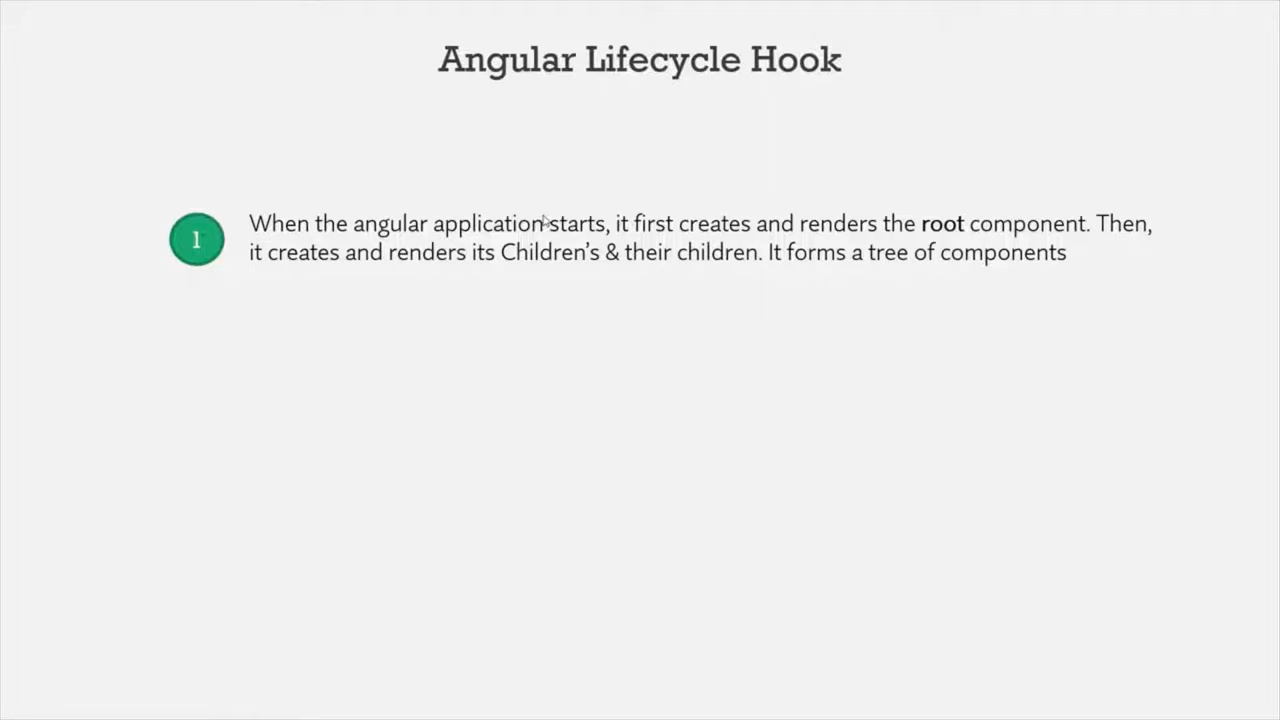 Angular Lifecycle Hook
1
When the angular application starts, it first creates and renders the root component. Then,
it creates and renders its Children's & their children. It forms a tree of components